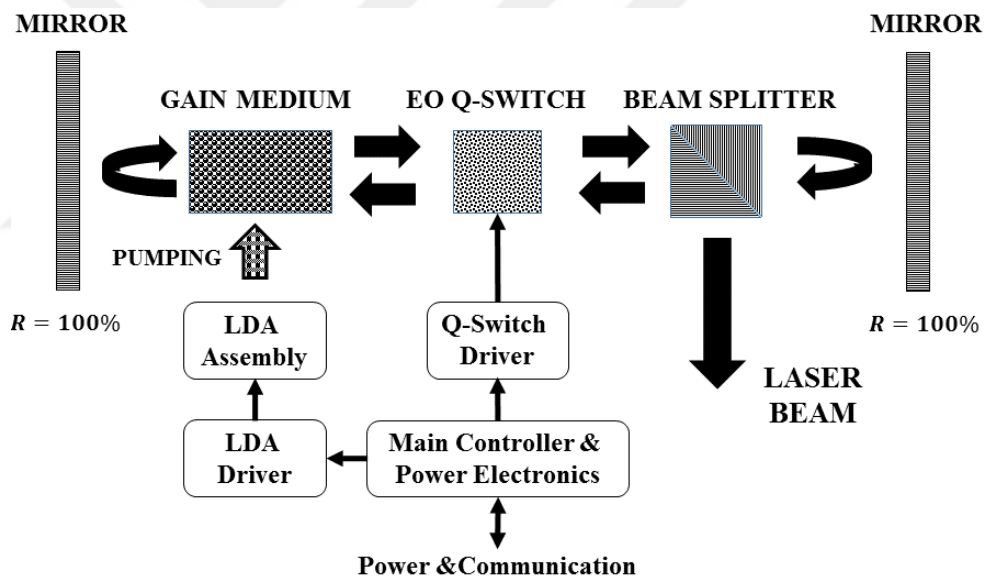 MIRROR
MIRROR
GAIN MEDIUM
EO Q-SWITCH
BEAM SPLITTER
PUMPING
R = 100%
LDA
Assembly
Q-Switch
Driver
R = 100%
LASER
BEAM
LDA
Driver
Main Controller &
Power Electronics
Power &Communication